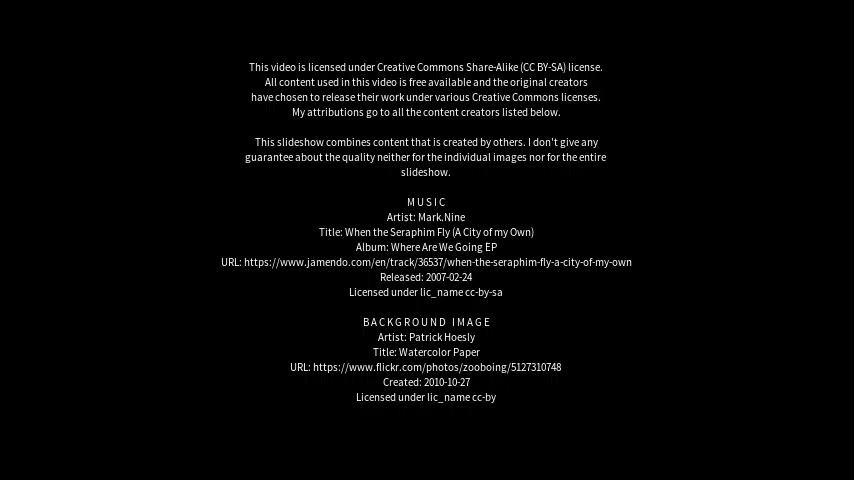 This video is licensed under Creative Commons Share-Alike (CC BY-SA) license.
All content used in this video is free available and the original creators
have chosen to release their work under various Creative Commons licenses.
My attributions go to all the content creators listed below.
This slideshow combines content that is created by others. I don't give any
guarantee about the quality neither for the individual images nor for the entire
slideshow.
MUSIC
Artist: Mark.Nine
Title: When the Seraphim Fly (A City of my Own)
Album: Where Are We Going EP
URL: https://www.jamendo.com/en/track/36537/when-the-seraphim-fly-a-city-of-my-own
Released: 2007-02-24
Licensed under lic_name cc-by-sa
BACKGROUND IMAGE
Artist: Patrick Hoesly
Title: Watercolor Paper
URL: https://www.flickr.com/photos/zooboing/5127310748
Created: 2010-10-27
Licensed under lic_name cc-by